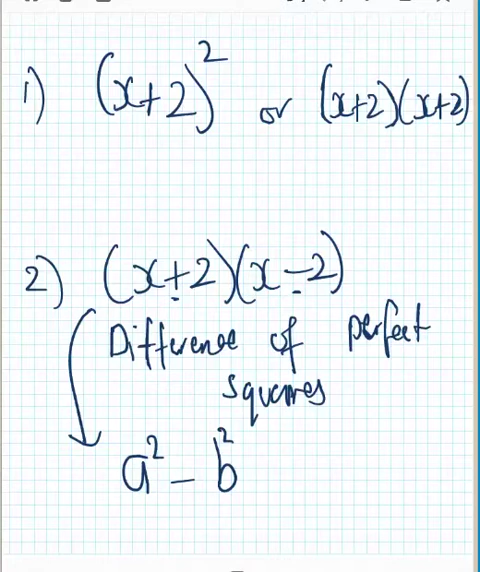 1) (x+2)² or (x+2)(x+2)
2) (x+2)(x-2)
Difference of perfect
squares
a² - b²